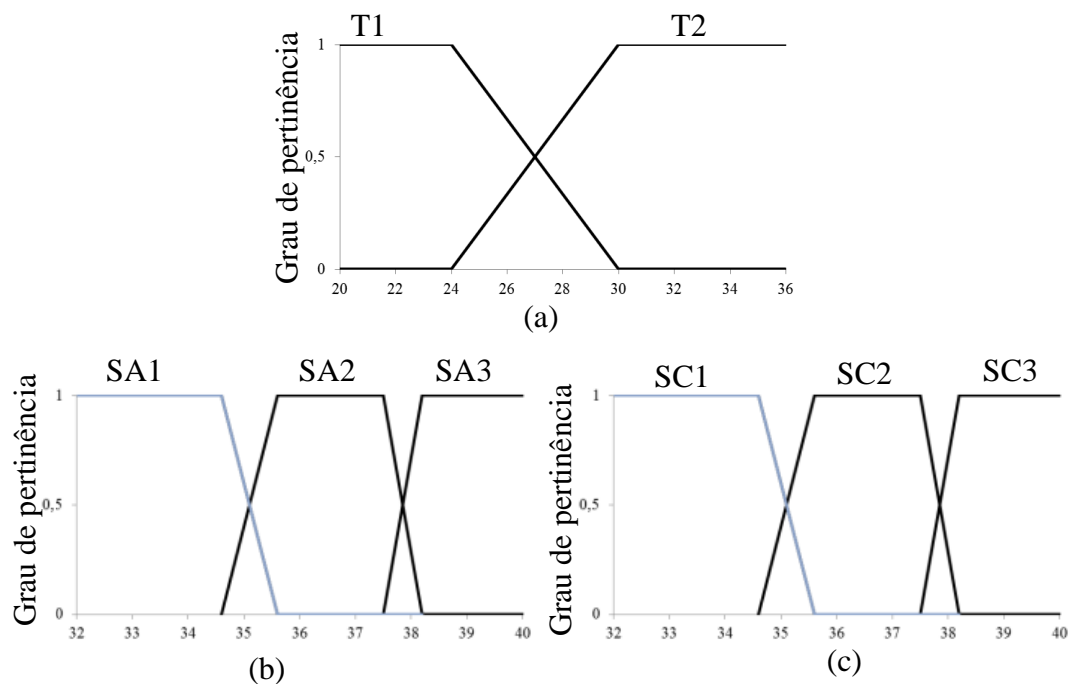 T1 T2
Grau de pertinência
1
0,5
0
20 22 24 26 28 30 32 34 36
(a)
SA1 SA2 SA3
Grau de pertinência
1
0,5
0
32 33 34 35 36 37 38 39 40
(b)
SC1 SC2 SC3
Grau de pertinência
1
0,5
0
32 33 34 35 36 37 38 39 40
(c)